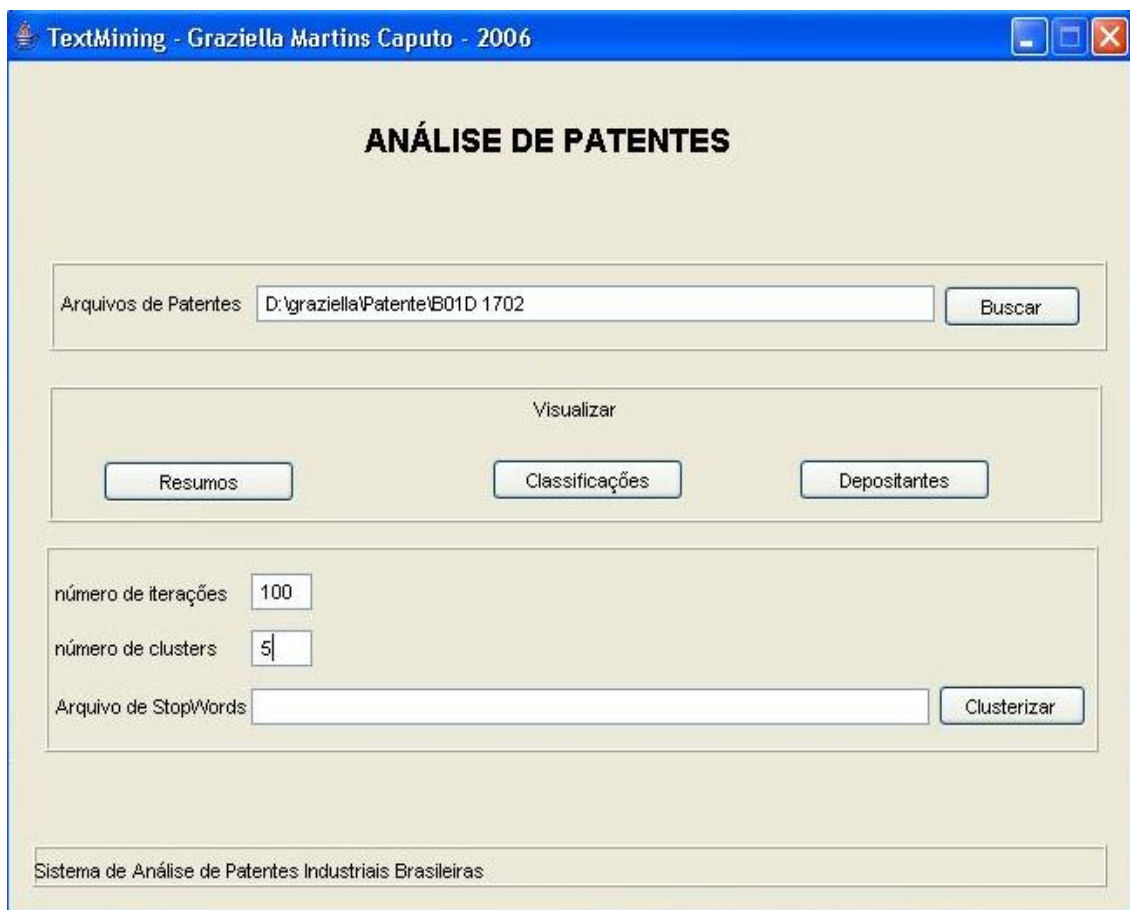 TextMining - Graziella Martins Caputo - 2006
ANÁLISE DE PATENTES
Arquivos de Patentes D:\graziella\Patente\B01D 1702 Buscar
Visualizar
Resumos Classificações Depositantes
número de iterações 100
número de clusters 5
Arquivo de StopWords Clusterizar
Sistema de Análise de Patentes Industriais Brasileiras